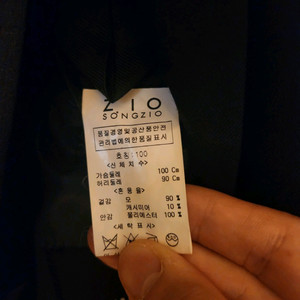 ZIO
SONGZIO
품질경영및공산품안전
관리법에의한품질표시
호칭:100
<신체치수>
가슴둘레 100 Cm
허리둘레 90 Cm
<혼용율>
겉감 모 90 %
캐시미어 10 %
안감 폴리에스터 100 %
<세탁표시>